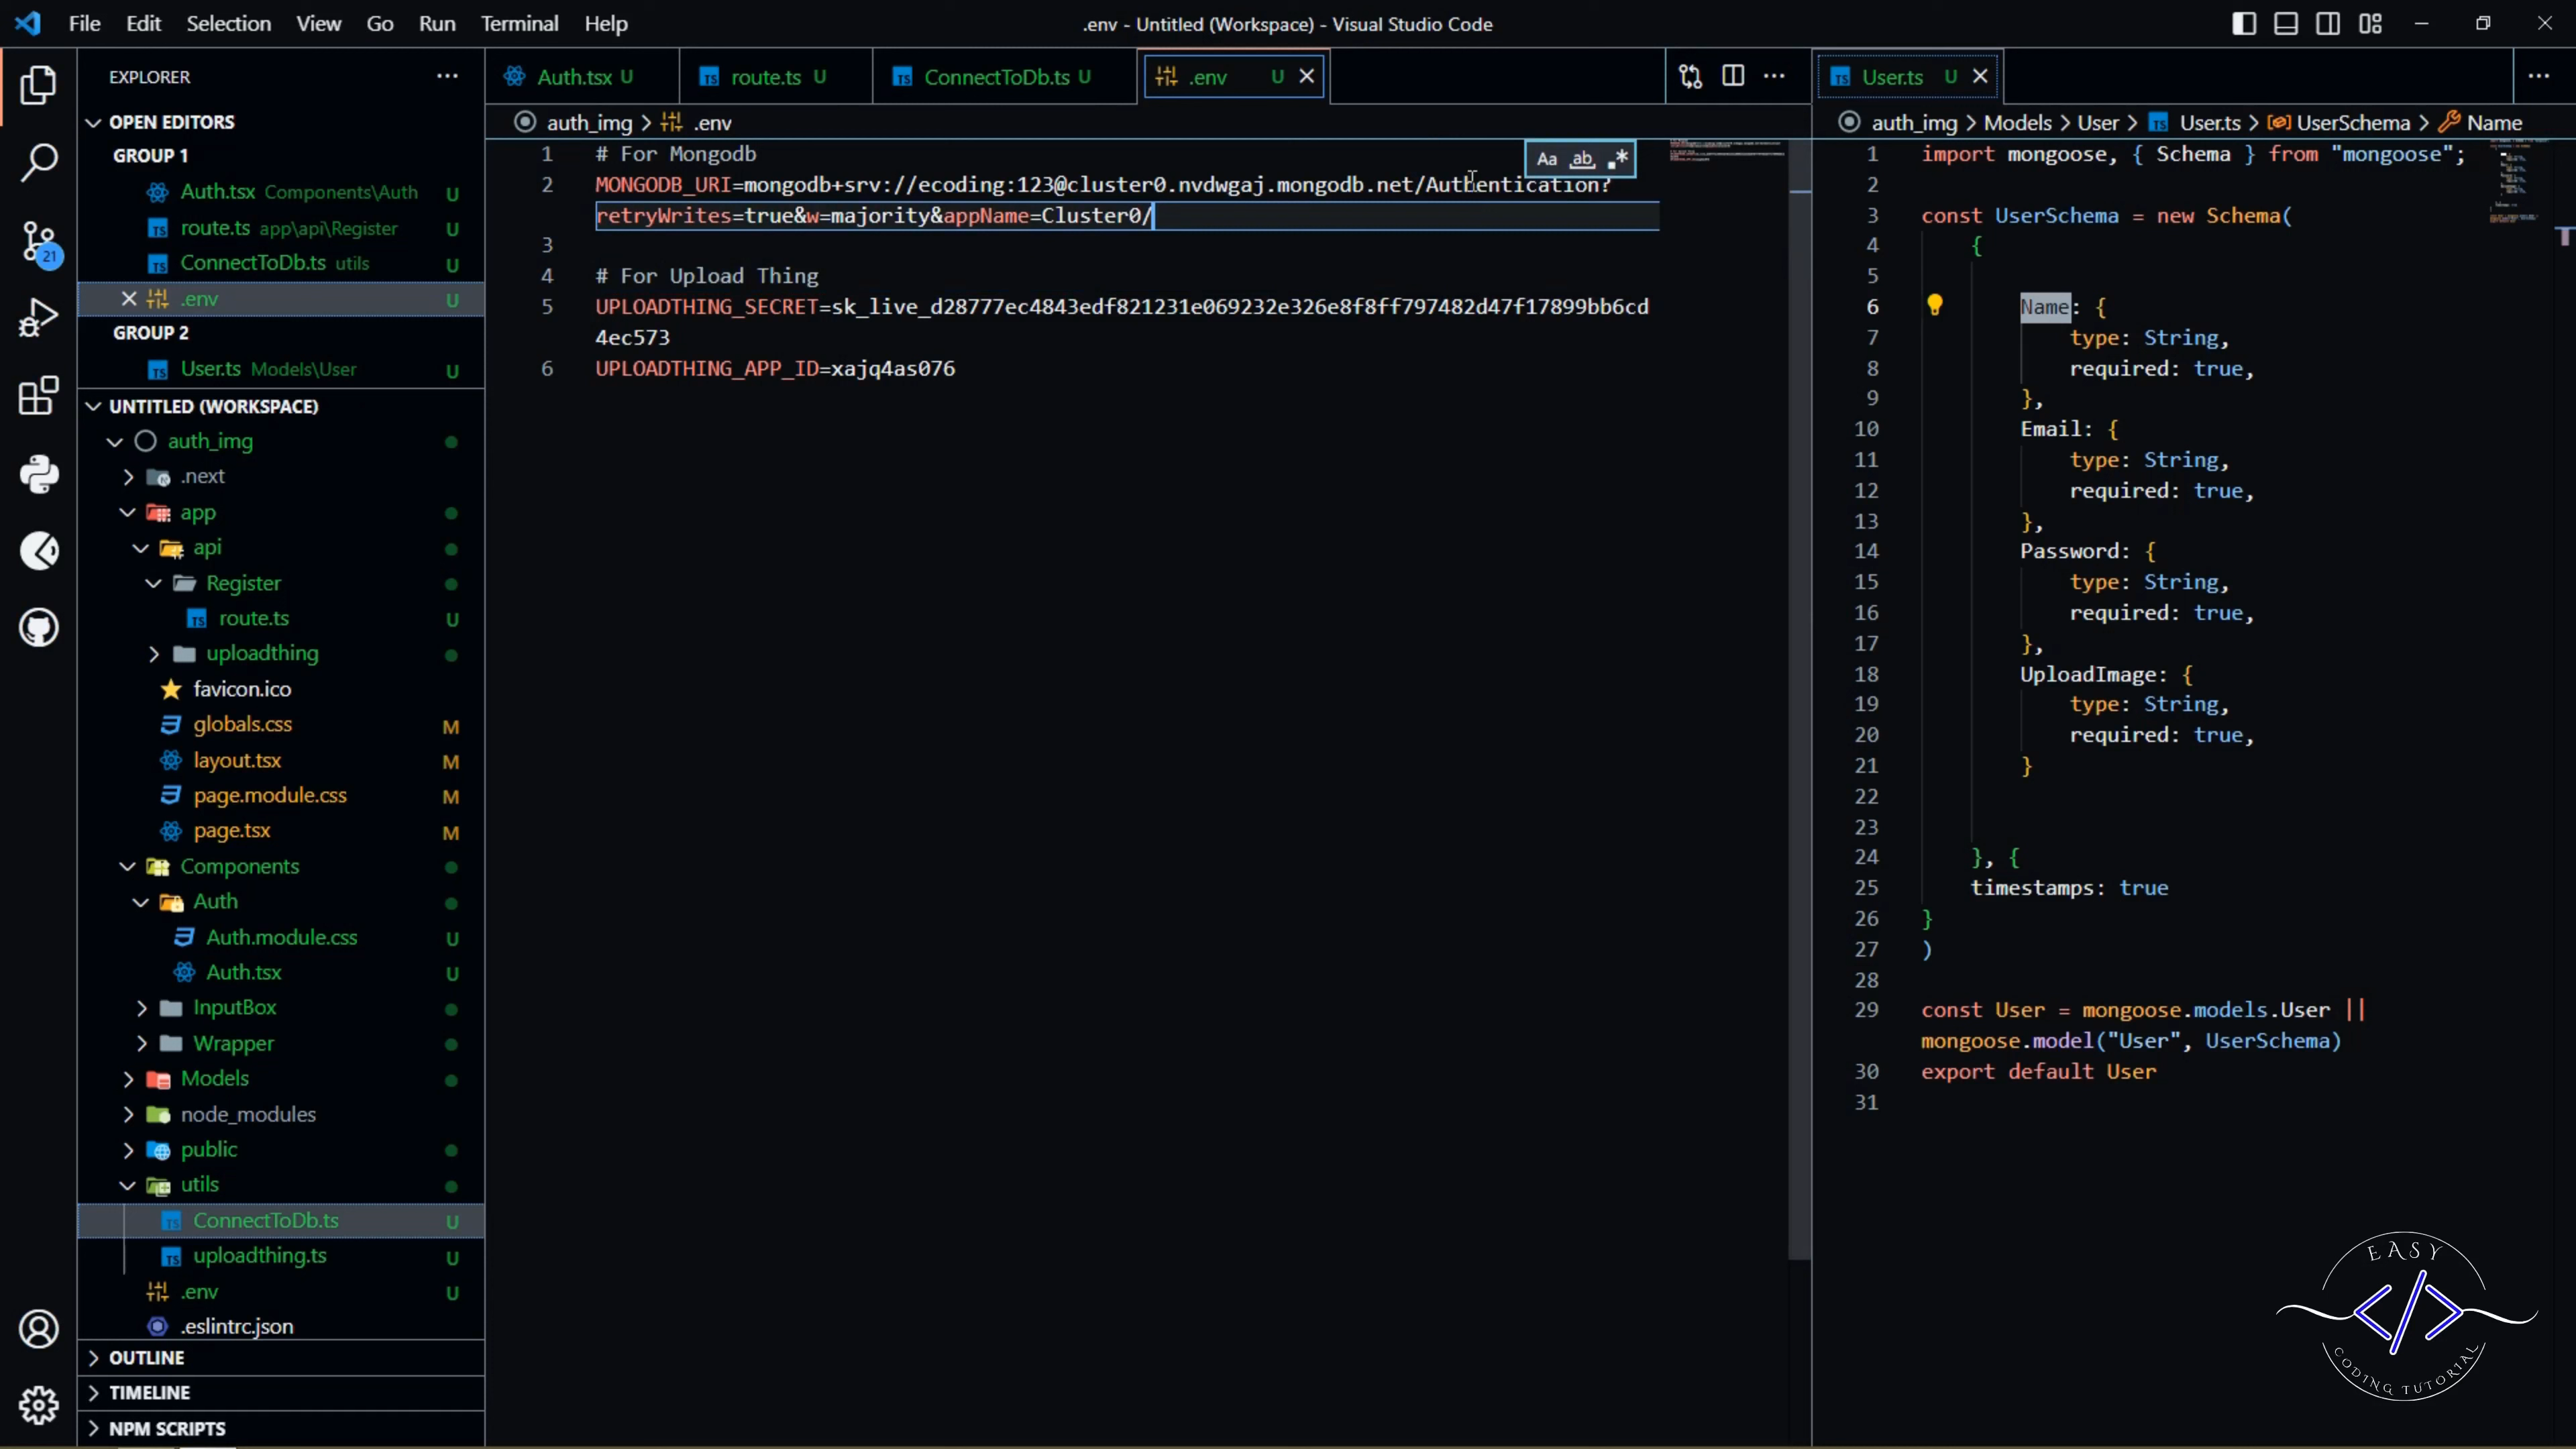 File Edit Selection View Go Run Terminal Help
.env - Untitled (Workspace) - Visual Studio Code
EXPLORER
OPEN EDITORS
GROUP 1
Auth.tsx Components\Auth U
route.ts app\api\Register U
ConnectToDb.ts utils U
.env U
GROUP 2
User.ts Models\User U
UNTITLED (WORKSPACE)
auth_img
.next
app
api
Register
route.ts U
uploadthing
favicon.ico
globals.css M
layout.tsx M
page.module.css M
page.tsx M
Components
Auth
Auth.module.css U
Auth.tsx U
InputBox
Wrapper
Models
node_modules
public
utils
ConnectToDb.ts U
uploadthing.ts U
.env U
.eslintrc.json
OUTLINE
TIMELINE
NPM SCRIPTS
21
Auth.tsx U route.ts U ConnectToDb.ts U .env U
auth_img > .env
Aa ab, .*
1 # For Mongodb
2 MONGODB_URI=mongodb+srv://ecoding:123@cluster0.nvdwgaj.mongodb.net/Authentication?
retryWrites=true&w=majority&appName=Cluster0/
3
4 # For Upload Thing
5 UPLOADTHING_SECRET=sk_live_d28777ec4843edf821231e069232e326e8f8ff797482d47f17899bb6cd
4ec573
6 UPLOADTHING_APP_ID=xajq4as076
User.ts U
auth_img > Models > User > User.ts > UserSchema > Name
1 import mongoose, { Schema } from "mongoose";
2
3 const UserSchema = new Schema(
4 {
5
6 Name: {
7 type: String,
8 required: true,
9 },
10 Email: {
11 type: String,
12 required: true,
13 },
14 Password: {
15 type: String,
16 required: true,
17 },
18 UploadImage: {
19 type: String,
20 required: true,
21 }
22
23
24 }, {
25 timestamps: true
26 }
27 )
28
29 const User = mongoose.models.User ||
mongoose.model("User", UserSchema)
30 export default User
31
EASY
</>
CODING TUTORIAL